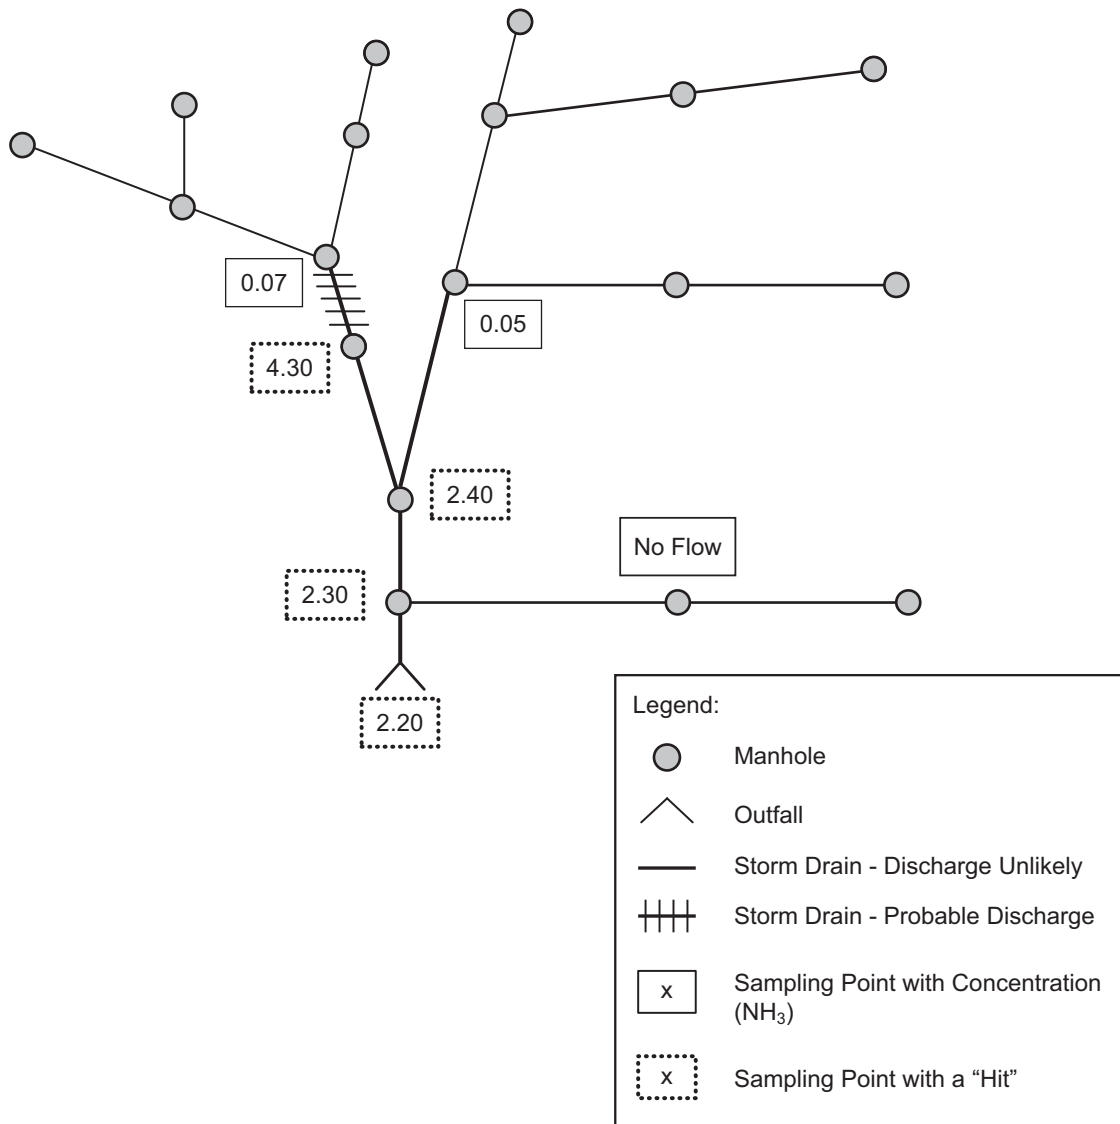 0.07
0.05
4.30
2.40
No Flow
2.30
2.20
Legend:
Manhole
Outfall
Storm Drain - Discharge Unlikely
Storm Drain - Probable Discharge
x
Sampling Point with Concentration
(NH₃)
x
Sampling Point with a “Hit”